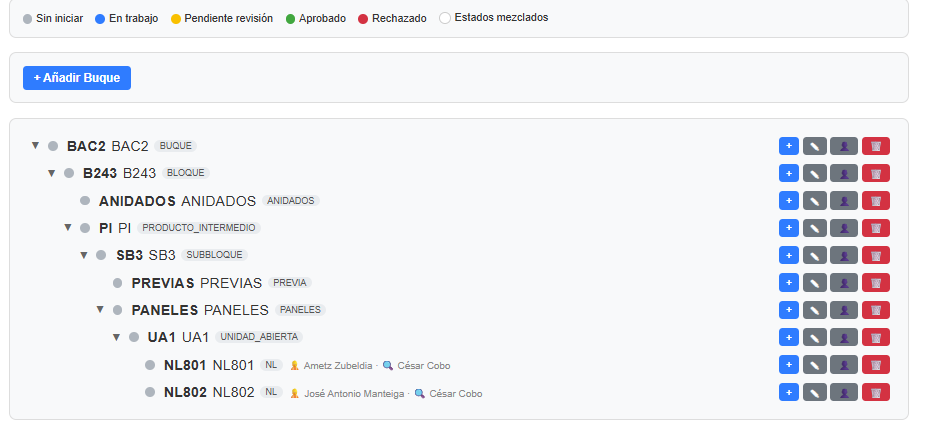 Sin iniciar En trabajo Pendiente revisión Aprobado Rechazado Estados mezclados
+ Añadir Buque
▼ BAC2 BAC2 BUQUE +
▼ B243 B243 BLOQUE +
ANIDADOS ANIDADOS ANIDADOS +
▼ PI PI PRODUCTO_INTERMEDIO +
▼ SB3 SB3 SUBBLOQUE +
PREVIAS PREVIAS PREVIA +
▼ PANELES PANELES PANELES +
▼ UA1 UA1 UNIDAD_ABIERTA +
NL801 NL801 NL Ametz Zubeldia · César Cobo +
NL802 NL802 NL José Antonio Manteiga · César Cobo +